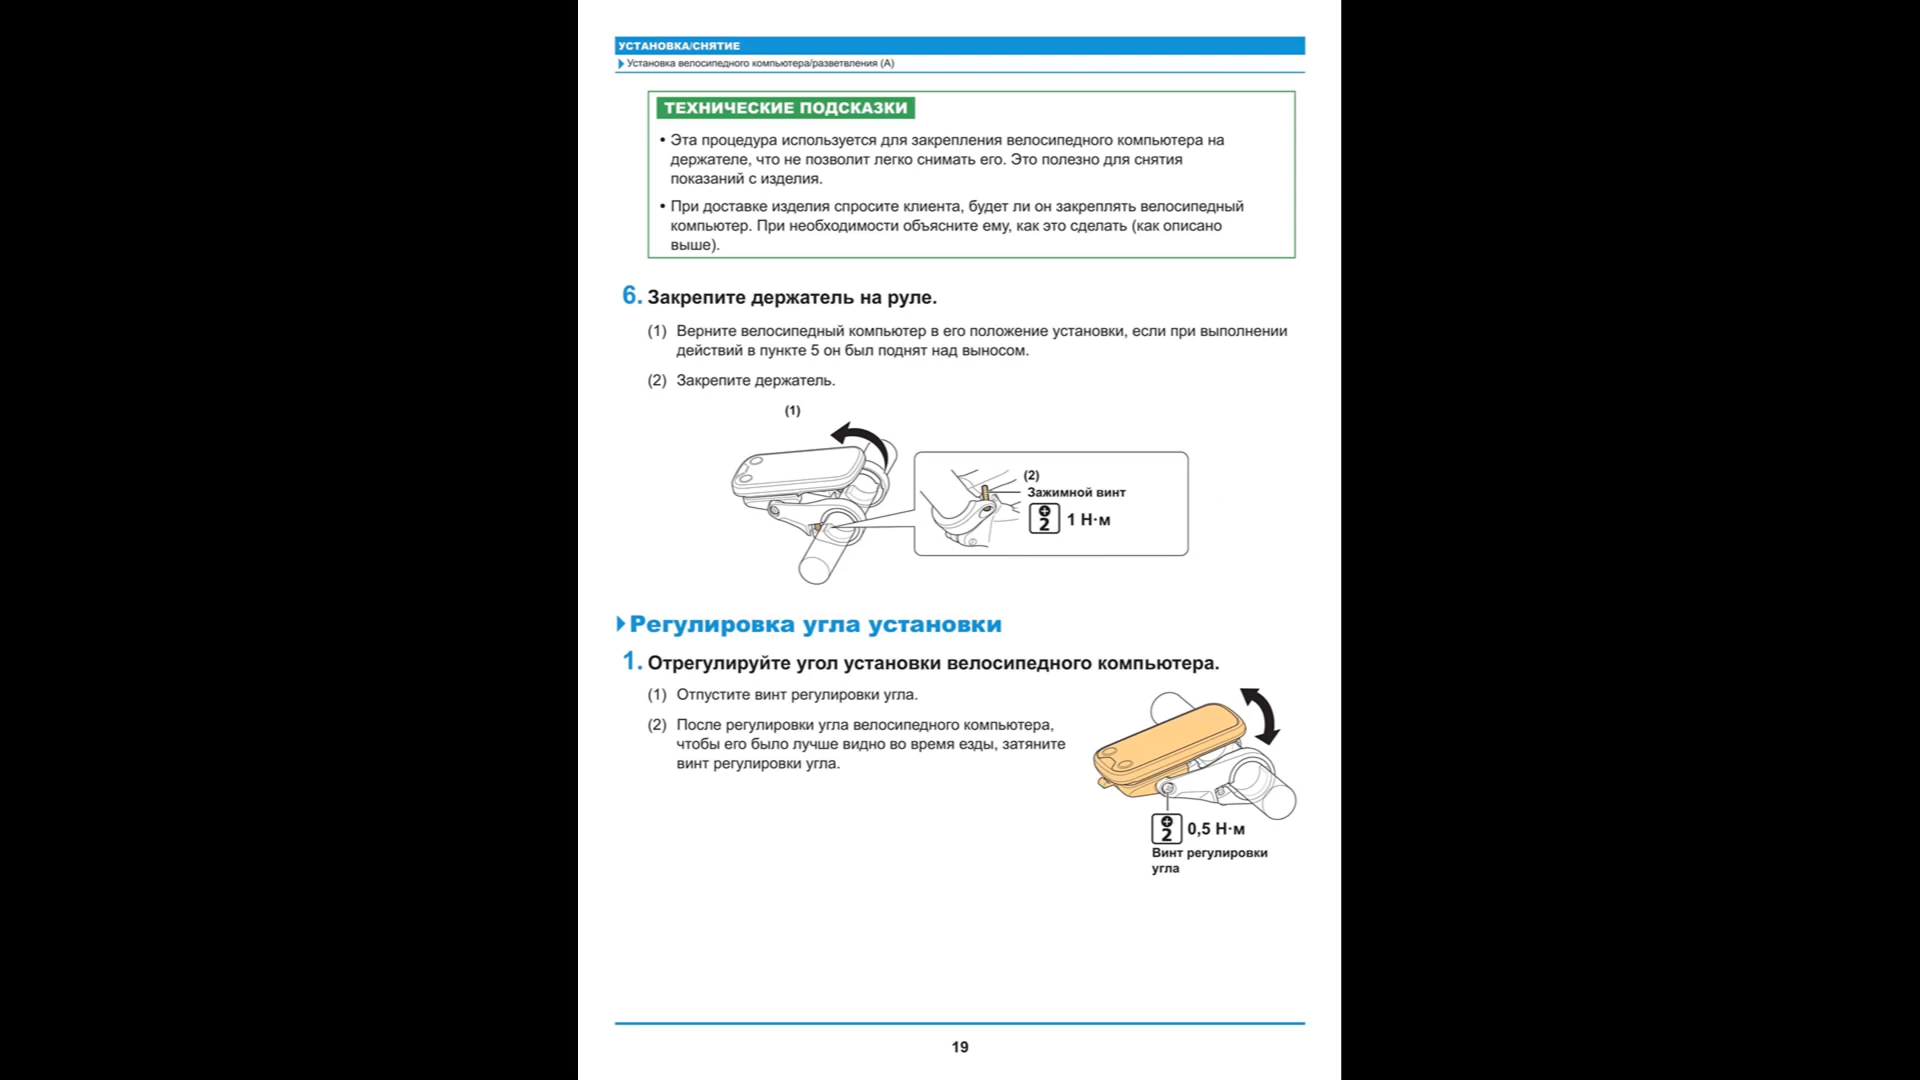 УСТАНОВКА/СНЯТИЕ
Установка велосипедного компьютера/разветвления (A)
ТЕХНИЧЕСКИЕ ПОДСКАЗКИ
• Эта процедура используется для закрепления велосипедного компьютера на
держателе, что не позволит легко снимать его. Это полезно для снятия
показаний с изделия.
• При доставке изделия спросите клиента, будет ли он закреплять велосипедный
компьютер. При необходимости объясните ему, как это сделать (как описано
выше).
6. Закрепите держатель на руле.
(1) Верните велосипедный компьютер в его положение установки, если при выполнении
действий в пункте 5 он был поднят над выносом.
(2) Закрепите держатель.
(1)
(2)
Зажимной винт
2 1 Н·м
Регулировка угла установки
1. Отрегулируйте угол установки велосипедного компьютера.
(1) Отпустите винт регулировки угла.
(2) После регулировки угла велосипедного компьютера,
чтобы его было лучше видно во время езды, затяните
винт регулировки угла.
2 0,5 Н·м
Винт регулировки
угла
19